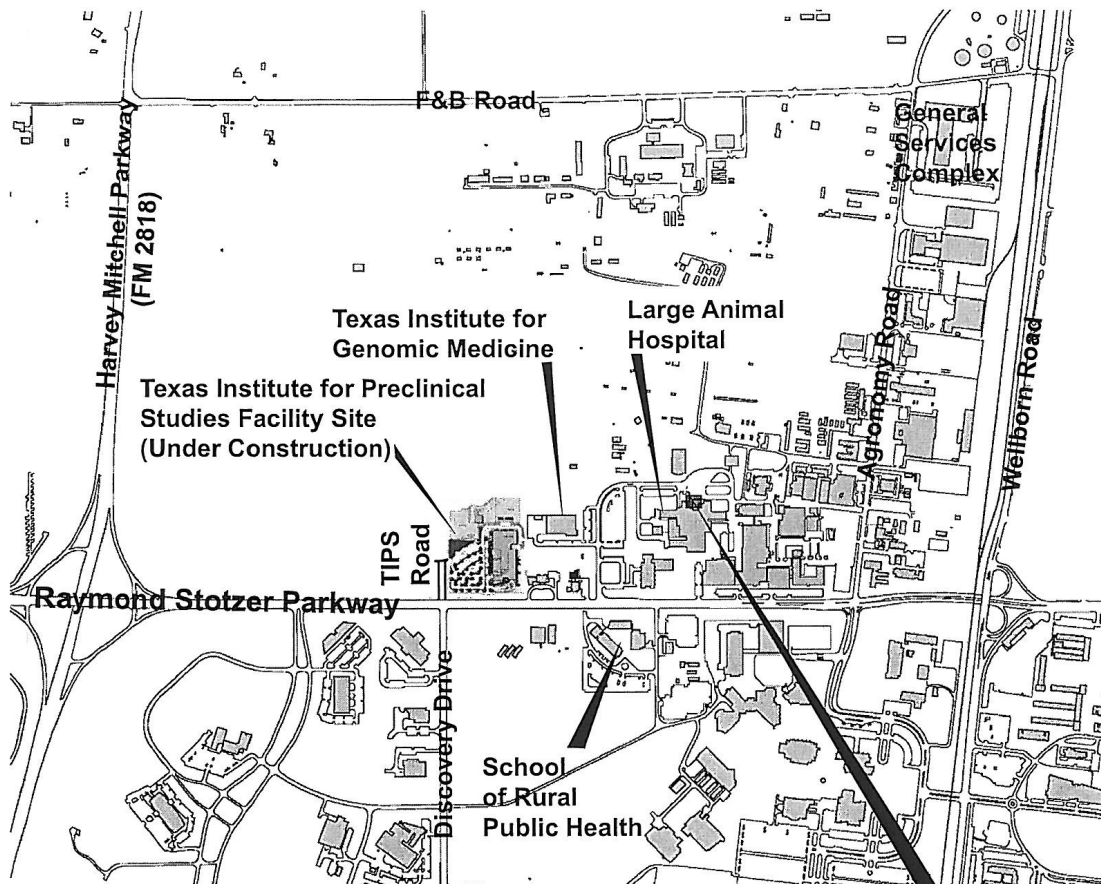 F&B Road
General
Services
Complex
Harvey Mitchell Parkway
(FM 2818)
Texas Institute for
Genomic Medicine
Large Animal
Hospital
Agronomy Road
Wellborn Road
Texas Institute for Preclinical
Studies Facility Site
(Under Construction)
TIPS
Road
Raymond Stotzer Parkway
Discovery Drive
School
of Rural
Public Health